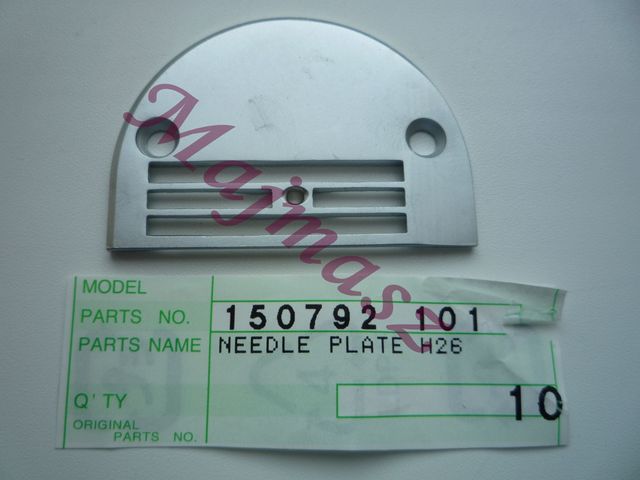 Majmasz
MODEL
PARTS NO. 150792 101
PARTS NAME NEEDLE PLATE H26
Q'TY 10
ORIGINAL
PARTS NO.